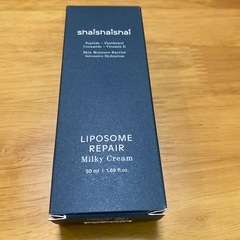 shaishaishai
Peptide • Panthenol
Ceramide • Vitamin E
Skin Moisture Barrier
Intensive Hydration
LIPOSOME
REPAIR
Milky Cream
50 ml | 1.69 fl.oz.